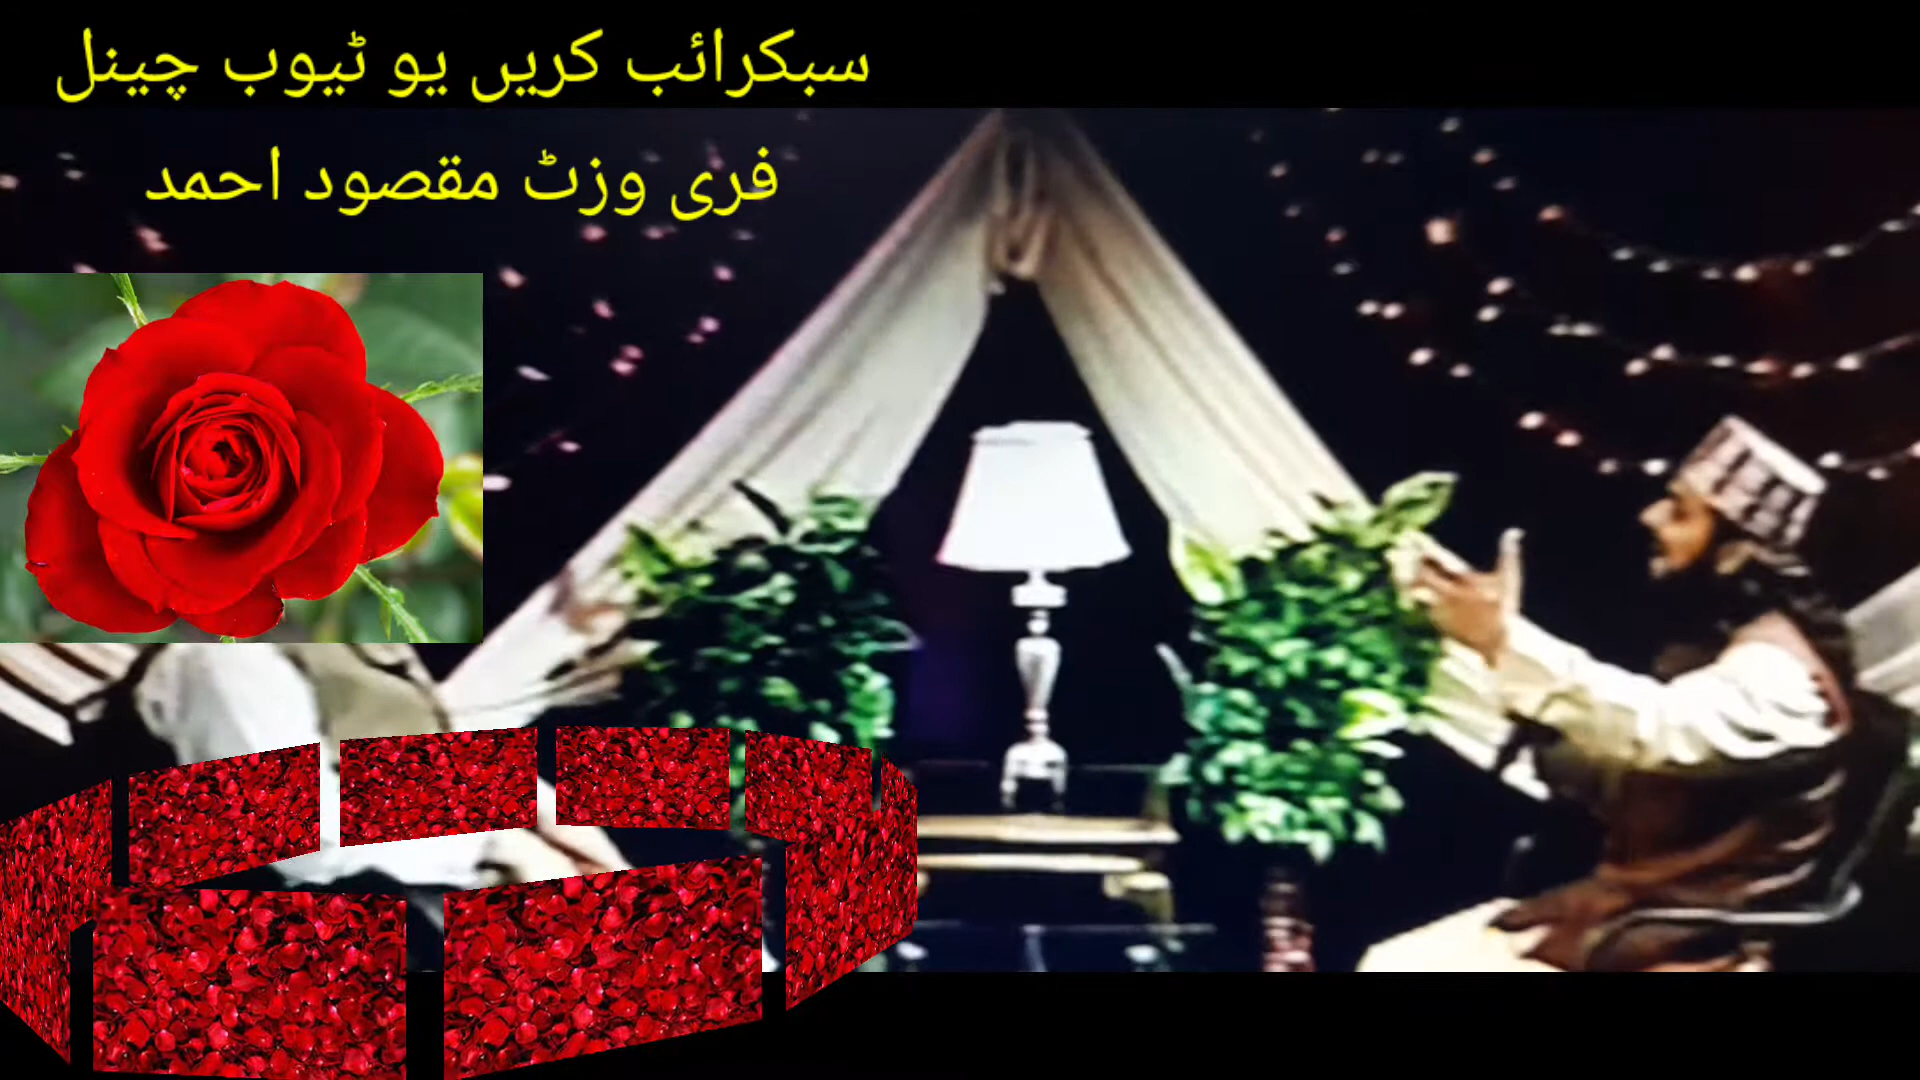 سبکرائب کریں یو ٹیوب چینل
فری وزٹ مقصود احمد